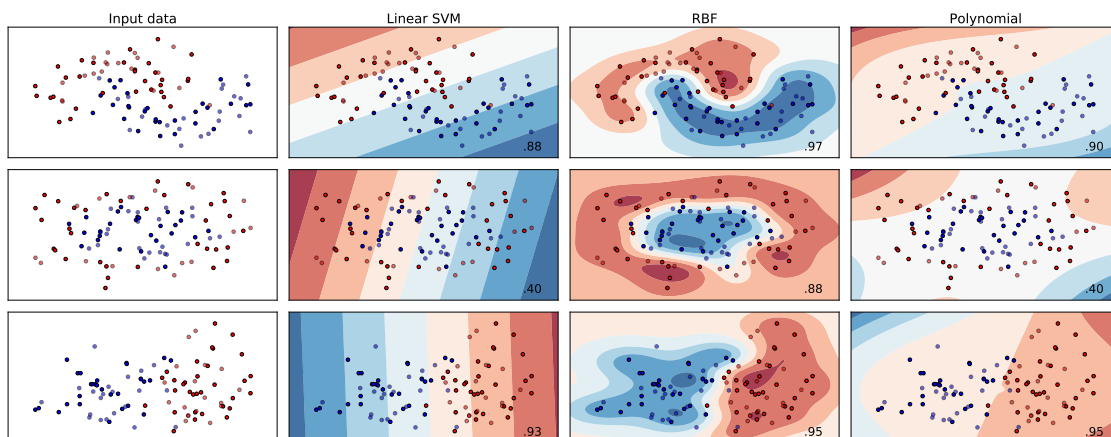 Input data
Linear SVM
RBF
Polynomial
.88
.97
.90
.40
.88
.40
.93
.95
.95